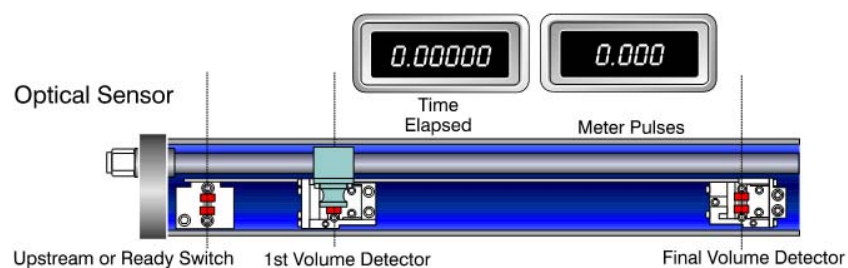 0.00000
0.000
Optical Sensor
Time
Elapsed
Meter Pulses
Upstream or Ready Switch
1st Volume Detector
Final Volume Detector